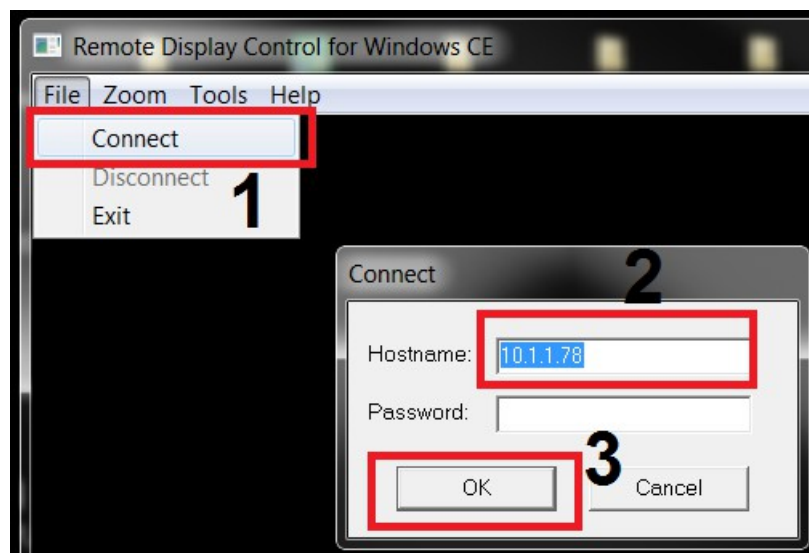 Remote Display Control for Windows CE
File Zoom Tools Help
Connect
Disconnect
1
Exit
Connect
2
Hostname: 10.1.1.78
Password:
3
OK Cancel